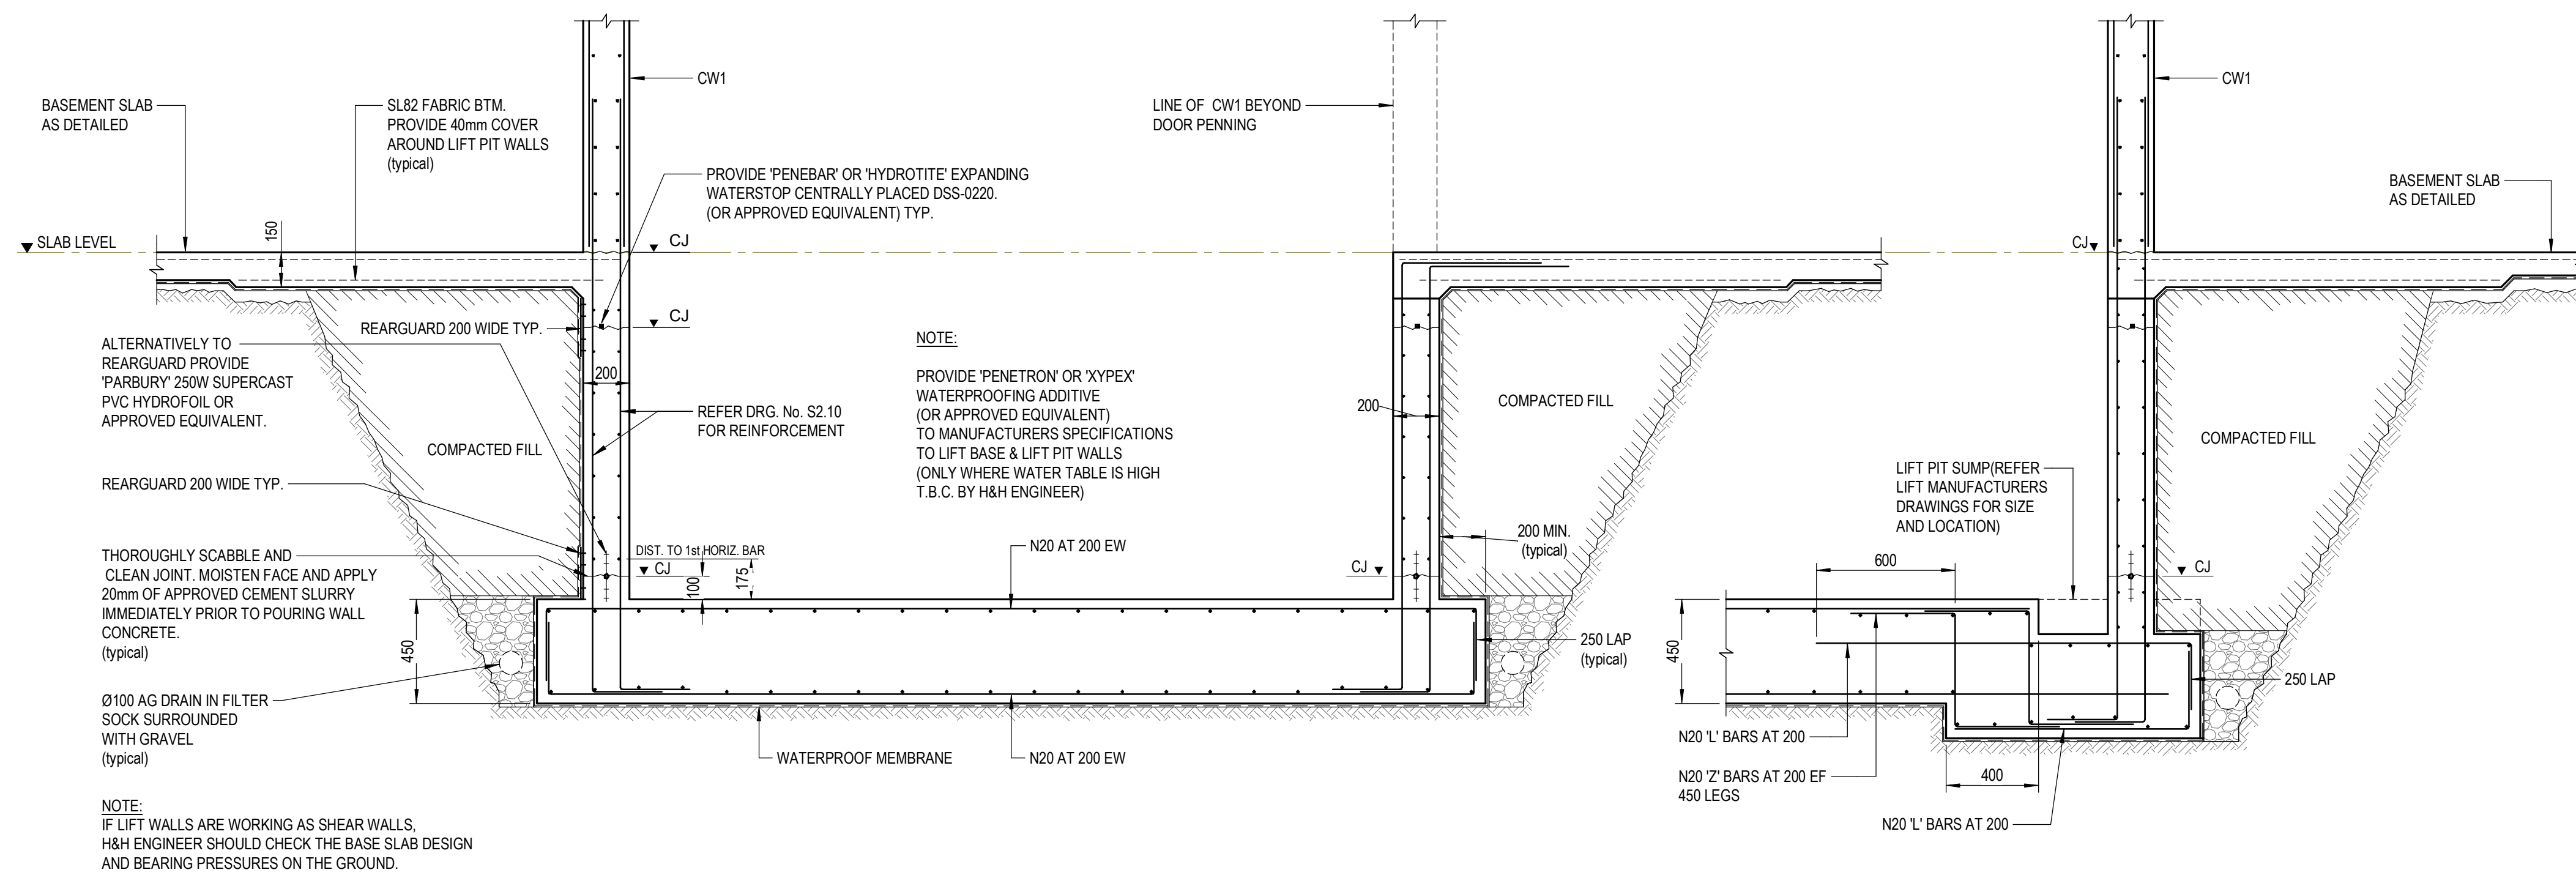 BASEMENT SLAB
AS DETAILED
SL82 FABRIC BTM.
PROVIDE 40mm COVER
AROUND LIFT PIT WALLS
(typical)
CW1
PROVIDE 'PENEBAR' OR 'HYDROTITE' EXPANDING
WATERSTOP CENTRALLY PLACED DSS-0220.
(OR APPROVED EQUIVALENT) TYP.
LINE OF CW1 BEYOND
DOOR PENNING
CW1
BASEMENT SLAB
AS DETAILED
SLAB LEVEL
150
CJ
CJ
CJ
REARGUARD 200 WIDE TYP.
ALTERNATIVELY TO
REARGUARD PROVIDE
'PARBURY' 250W SUPERCAST
PVC HYDROFOIL OR
APPROVED EQUIVALENT.
200
REFER DRG. No. S2.10
FOR REINFORCEMENT
COMPACTED FILL
NOTE:
PROVIDE 'PENETRON' OR 'XYPEX'
WATERPROOFING ADDITIVE
(OR APPROVED EQUIVALENT)
TO MANUFACTURERS SPECIFICATIONS
TO LIFT BASE & LIFT PIT WALLS
(ONLY WHERE WATER TABLE IS HIGH
T.B.C. BY H&H ENGINEER)
200
COMPACTED FILL
COMPACTED FILL
LIFT PIT SUMP(REFER
LIFT MANUFACTURERS
DRAWINGS FOR SIZE
AND LOCATION)
REARGUARD 200 WIDE TYP.
THOROUGHLY SCABBLE AND
CLEAN JOINT. MOISTEN FACE AND APPLY
20mm OF APPROVED CEMENT SLURRY
IMMEDIATELY PRIOR TO POURING WALL
CONCRETE.
(typical)
DIST. TO 1st HORIZ. BAR
CJ
100
175
N20 AT 200 EW
CJ
200 MIN.
(typical)
600
CJ
450
250 LAP
(typical)
450
250 LAP
Ø100 AG DRAIN IN FILTER
SOCK SURROUNDED
WITH GRAVEL
(typical)
WATERPROOF MEMBRANE
N20 AT 200 EW
N20 'L' BARS AT 200
N20 'Z' BARS AT 200 EF
450 LEGS
400
N20 'L' BARS AT 200
NOTE:
IF LIFT WALLS ARE WORKING AS SHEAR WALLS,
H&H ENGINEER SHOULD CHECK THE BASE SLAB DESIGN
AND BEARING PRESSURES ON THE GROUND.